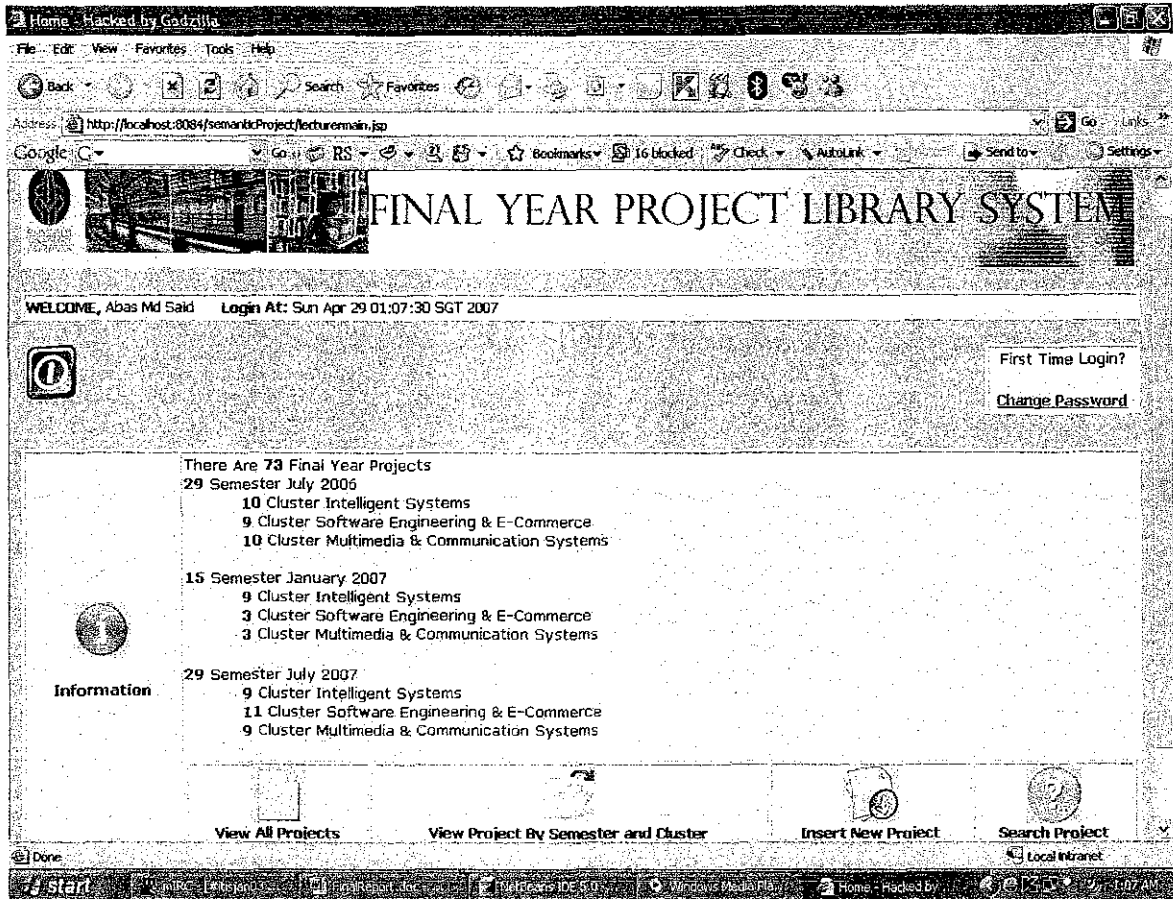 Home - Hacked by Godzilla
File Edit View Favorites Tools Help
Back Search Favorites
Address http://localhost:8084/semanticProject/lecturermain.jsp Go Links
Google Go RS Bookmarks 16 blocked Check AutoLink Send to Settings
FINAL YEAR PROJECT LIBRARY SYSTEM
WELCOME, Abas Md Said Login At: Sun Apr 29 01:07:30 SGT 2007
First Time Login?
Change Password
There Are 73 Final Year Projects
29 Semester July 2006
10 Cluster Intelligent Systems
9 Cluster Software Engineering & E-Commerce
10 Cluster Multimedia & Communication Systems
15 Semester January 2007
9 Cluster Intelligent Systems
3 Cluster Software Engineering & E-Commerce
3 Cluster Multimedia & Communication Systems
29 Semester July 2007
9 Cluster Intelligent Systems
11 Cluster Software Engineering & E-Commerce
9 Cluster Multimedia & Communication Systems
Information
View All Projects View Project By Semester and Cluster Insert New Project Search Project
Done Local intranet
start mIRC FinalReport.doc NetBeans IDE 5.0 Windows Media Pla Home - Hacked by 1:07 AM